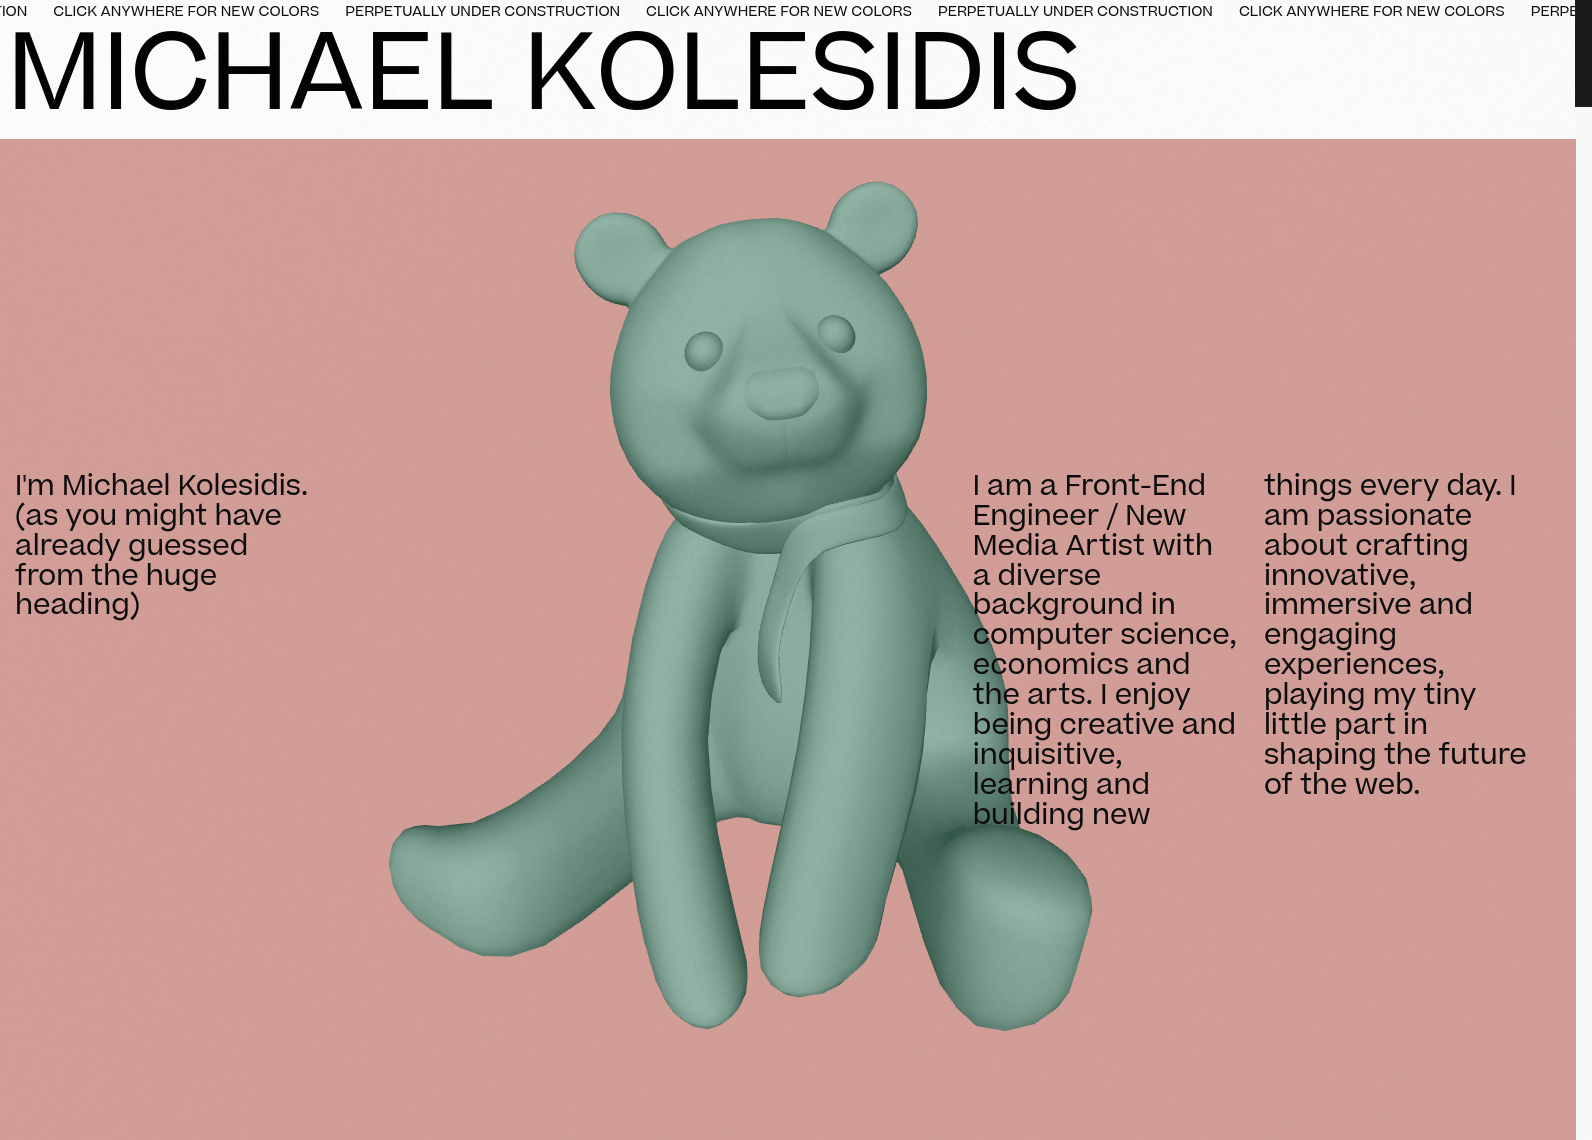 ION CLICK ANYWHERE FOR NEW COLORS PERPETUALLY UNDER CONSTRUCTION CLICK ANYWHERE FOR NEW COLORS PERPETUALLY UNDER CONSTRUCTION CLICK ANYWHERE FOR NEW COLORS PERPE
MICHAEL KOLESIDIS
I'm Michael Kolesidis.
(as you might have
already guessed
from the huge
heading)
I am a Front-End
Engineer / New
Media Artist with
a diverse
background in
computer science,
economics and
the arts. I enjoy
being creative and
inquisitive,
learning and
building new
things every day. I
am passionate
about crafting
innovative,
immersive and
engaging
experiences,
playing my tiny
little part in
shaping the future
of the web.